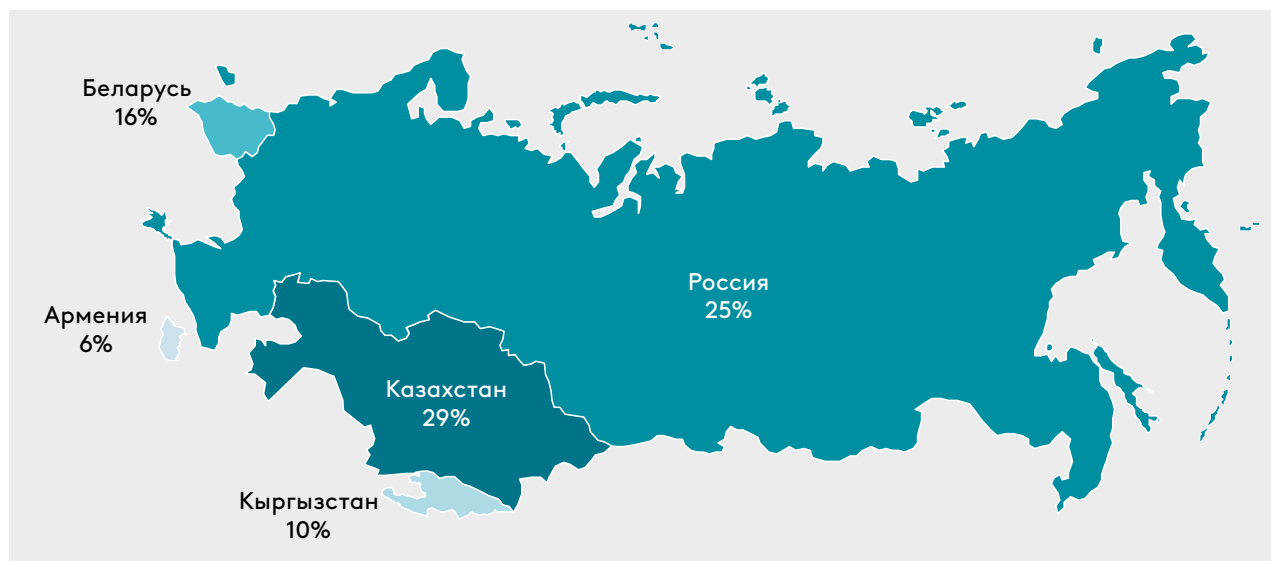 Беларусь
16%
Россия
25%
Армения
6%
Казахстан
29%
Кыргызстан
10%